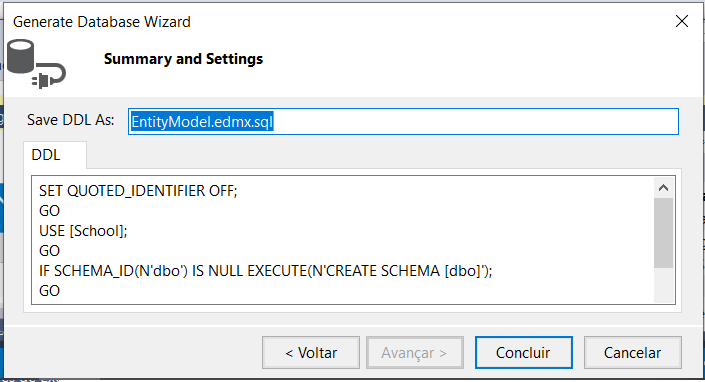 Generate Database Wizard
Summary and Settings
Save DDL As: EntityModel.edmx.sql
DDL
SET QUOTED_IDENTIFIER OFF;
GO
USE [School];
GO
IF SCHEMA_ID(N'dbo') IS NULL EXECUTE(N'CREATE SCHEMA [dbo]');
GO
< Voltar Avançar > Concluir Cancelar